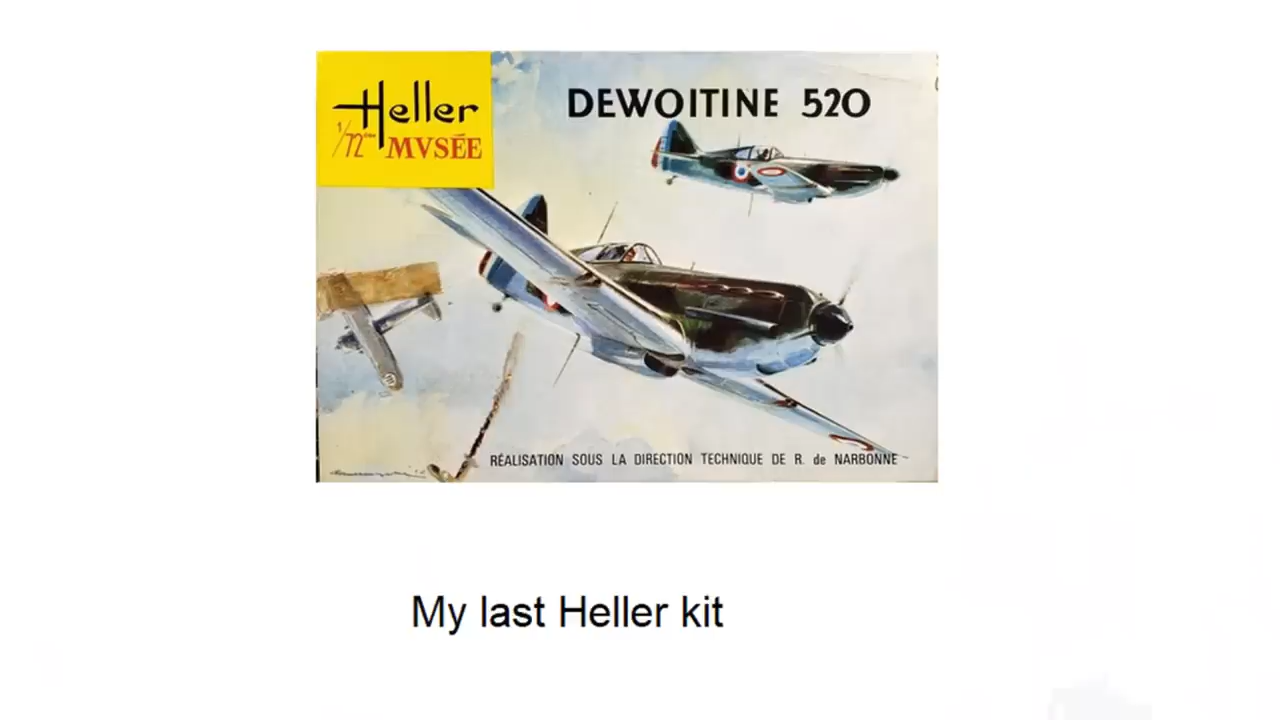 Heller
1/72ème MVSÉE
DEWOITINE 520
RÉALISATION SOUS LA DIRECTION TECHNIQUE DE R. de NARBONNE
My last Heller kit